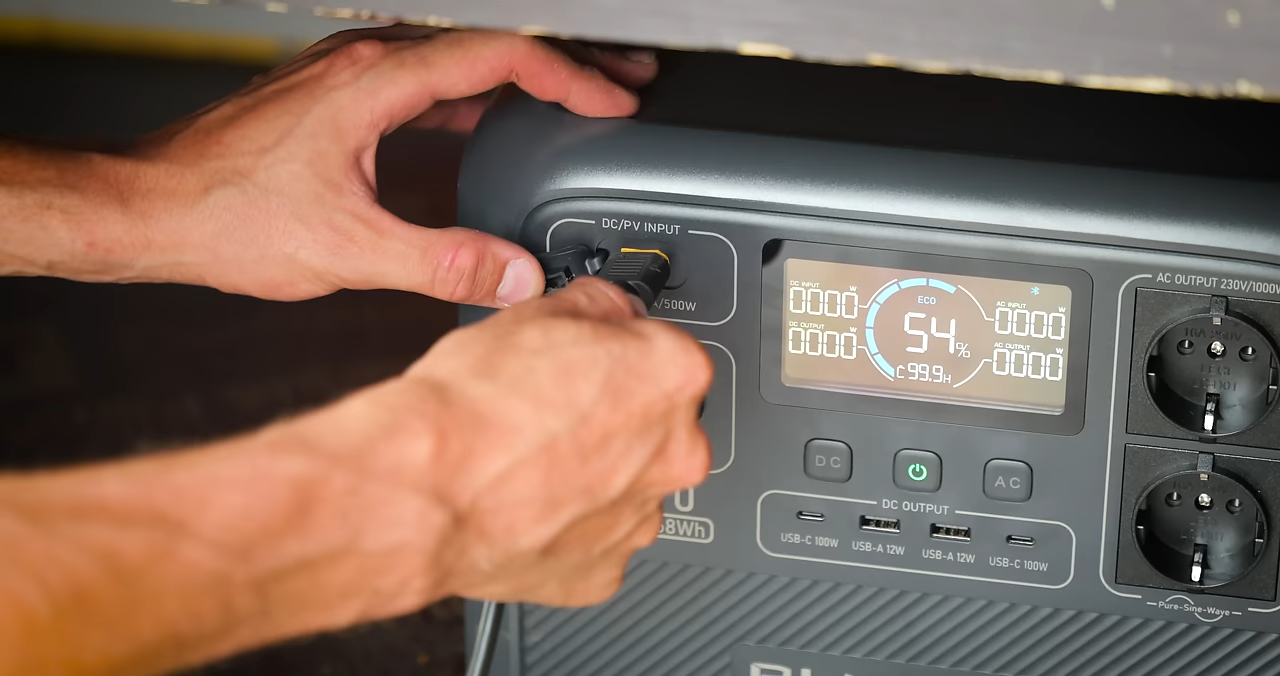 DC/PV INPUT
A/500W
DC INPUT
0000 W
DC OUTPUT
0000 W
ECO
54%
C 99.9H
AC INPUT
0000 W
AC OUTPUT
0000 W
AC OUTPUT 230V/1000W
DC
AC
DC OUTPUT
USB-C 100W
USB-A 12W
USB-A 12W
USB-C 100W
0
68Wh
Pure-Sine-Wave